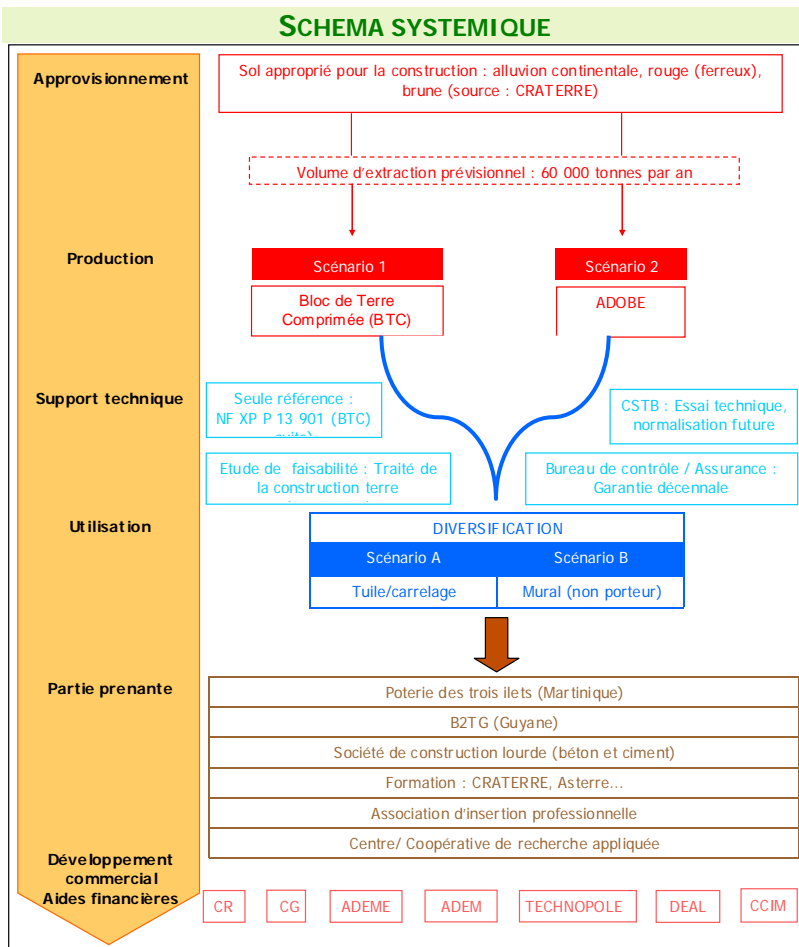 SCHEMA SYSTEMIQUE
Approvisionnement
Sol approprié pour la construction : alluvion continentale, rouge (ferreux),
brune (source : CRATERRE)
Volume d'extraction prévisionnel : 60 000 tonnes par an
Production
Scénario 1
Scénario 2
Bloc de Terre
Comprimée (BTC)
ADOBE
Support technique
Seule référence :
NF XP P 13 901 (BTC)
CSTB : Essai technique,
normalisation future
Etude de faisabilité : Traité de
la construction terre
Bureau de contrôle / Assurance :
Garantie décennale
Utilisation
DIVERSIFICATION
Scénario A
Scénario B
Tuile/carrelage
Mural (non porteur)
Partie prenante
Poterie des trois ilets (Martinique)
B2TG (Guyane)
Société de construction lourde (béton et ciment)
Formation : CRATERRE, Asterre...
Association d'insertion professionnelle
Centre/ Coopérative de recherche appliquée
Développement
commercial
Aides financières
CR
CG
ADEME
ADEM
TECHNOPOLE
DEAL
CCIM